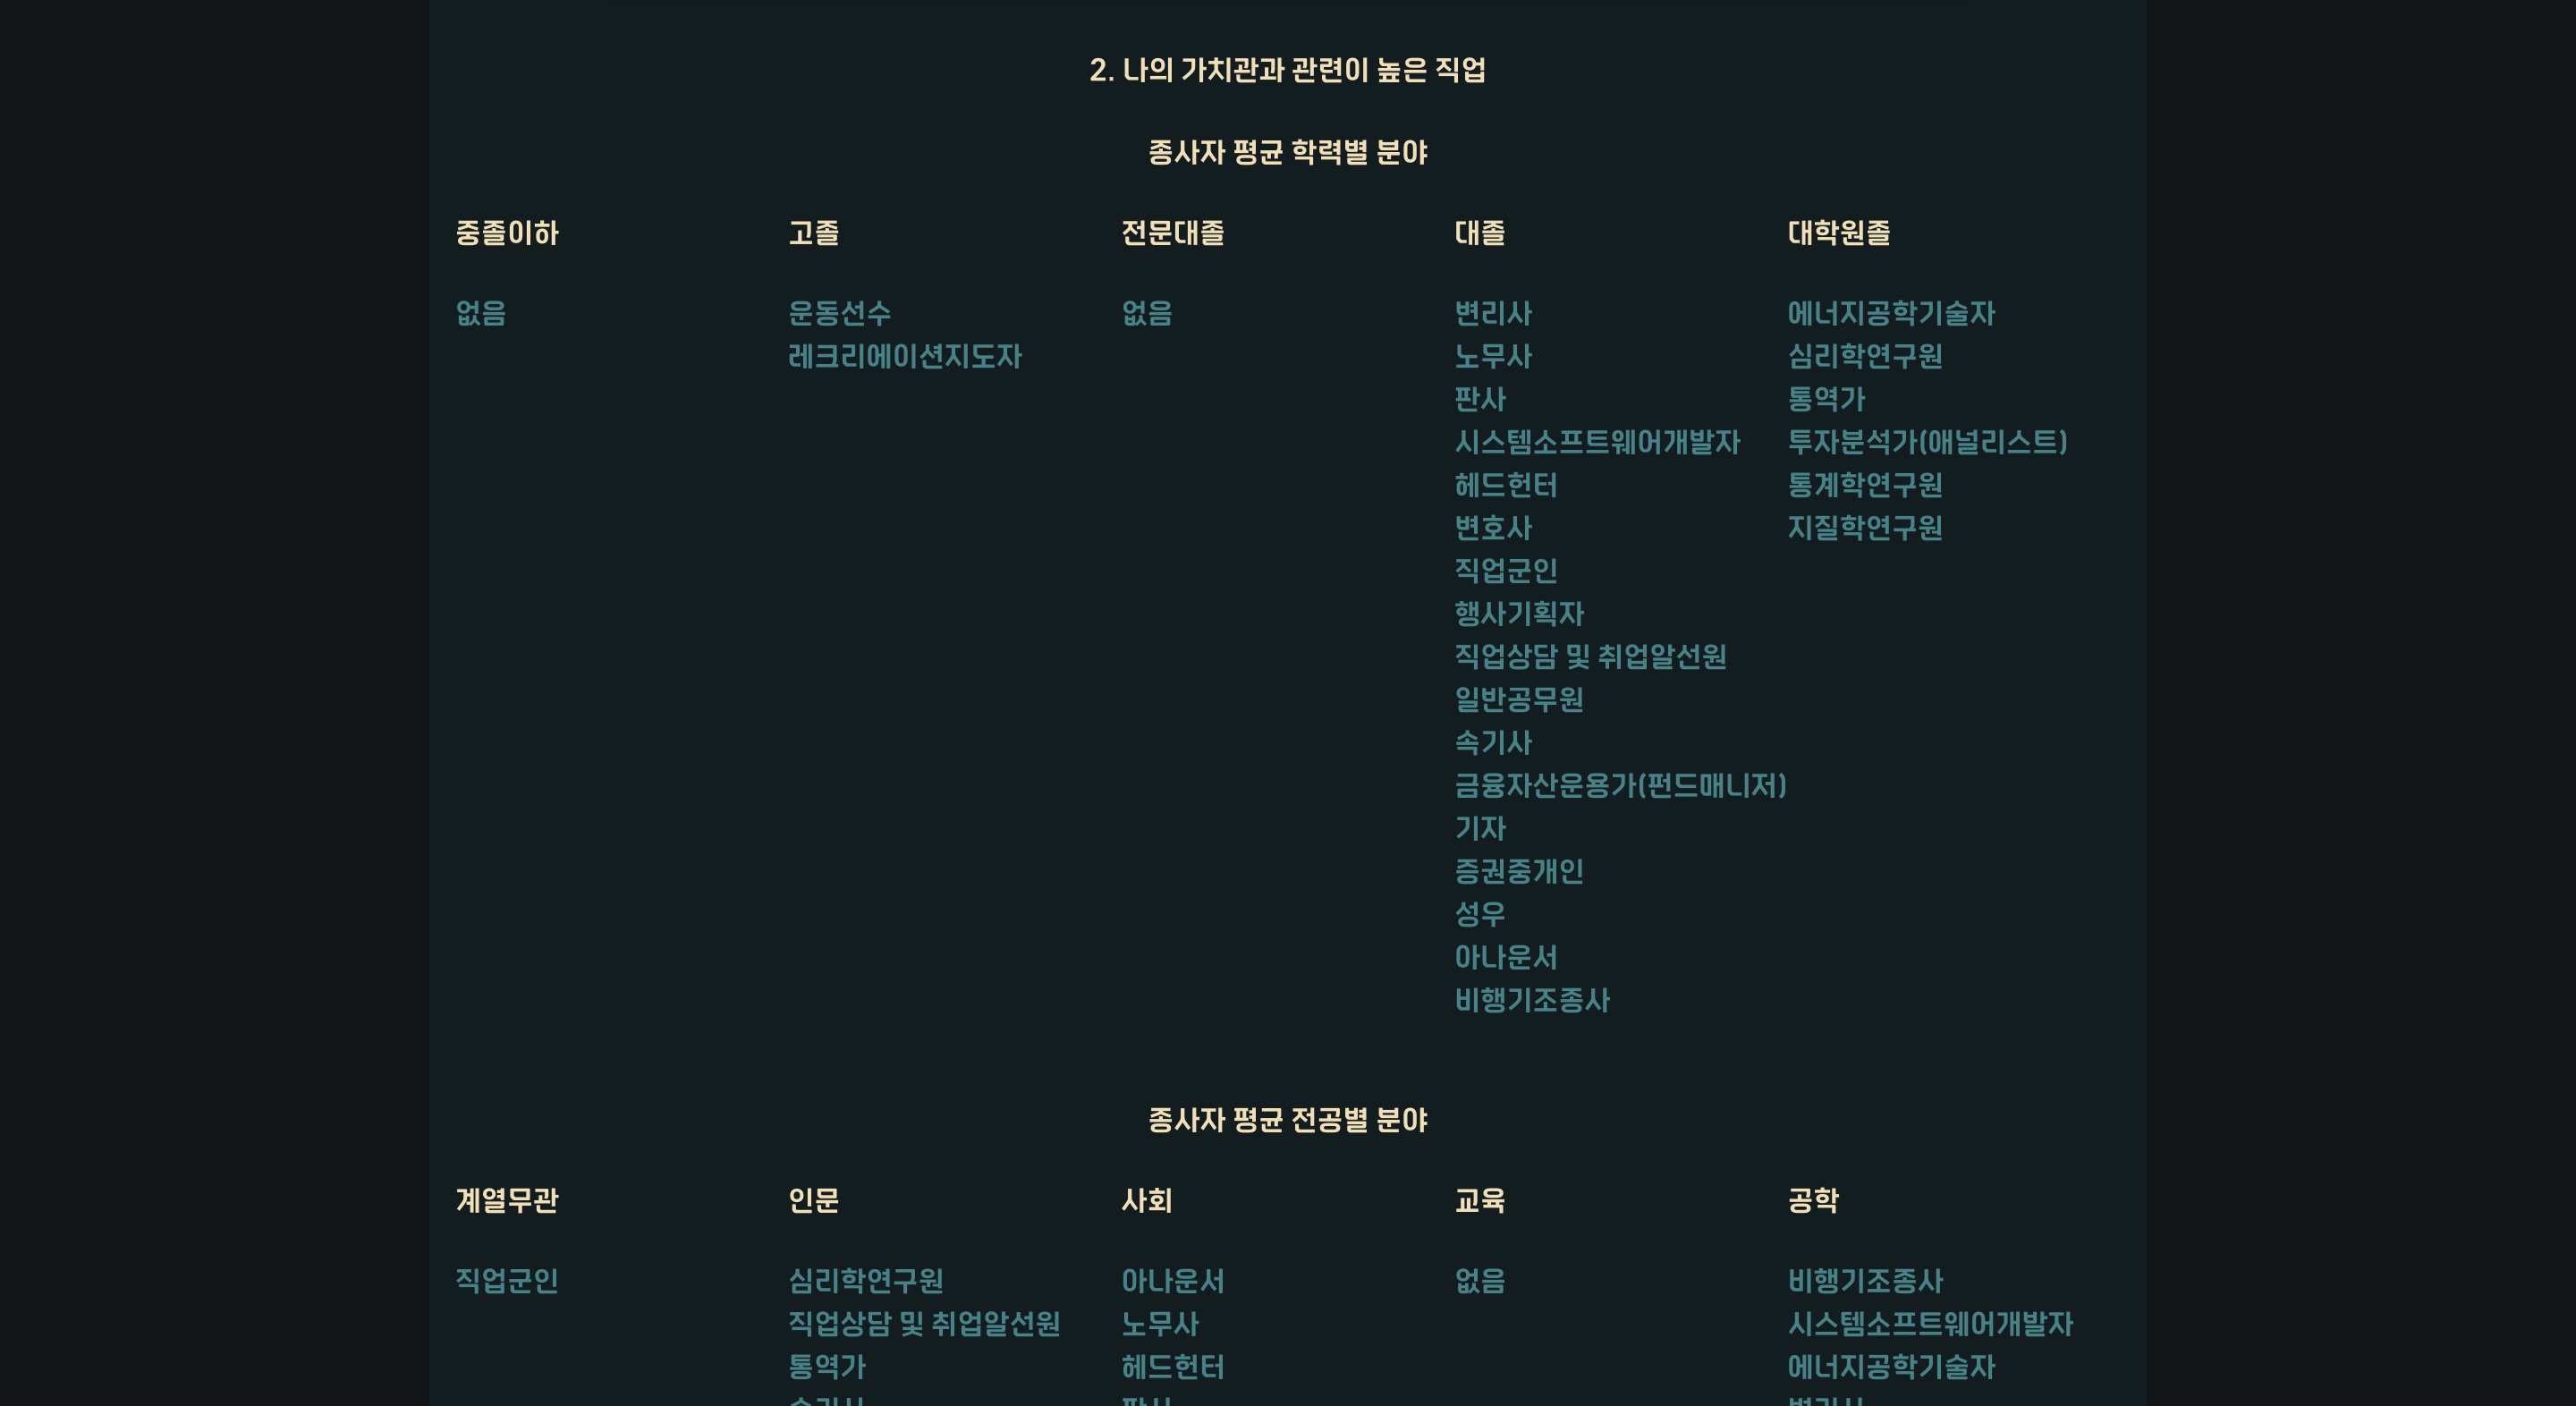 2. 나의 가치관과 관련이 높은 직업
종사자 평균 학력별 분야
중졸이하
없음
고졸
운동선수
레크리에이션지도자
전문대졸
없음
대졸
변리사
노무사
판사
시스템소프트웨어개발자
헤드헌터
변호사
직업군인
행사기획자
직업상담 및 취업알선원
일반공무원
속기사
금융자산운용가(펀드매니저)
기자
증권중개인
성우
아나운서
비행기조종사
대학원졸
에너지공학기술자
심리학연구원
통역가
투자분석가(애널리스트)
통계학연구원
지질학연구원
종사자 평균 전공별 분야
계열무관
직업군인
인문
심리학연구원
직업상담 및 취업알선원
통역가
사회
아나운서
노무사
헤드헌터
교육
없음
공학
비행기조종사
시스템소프트웨어개발자
에너지공학기술자